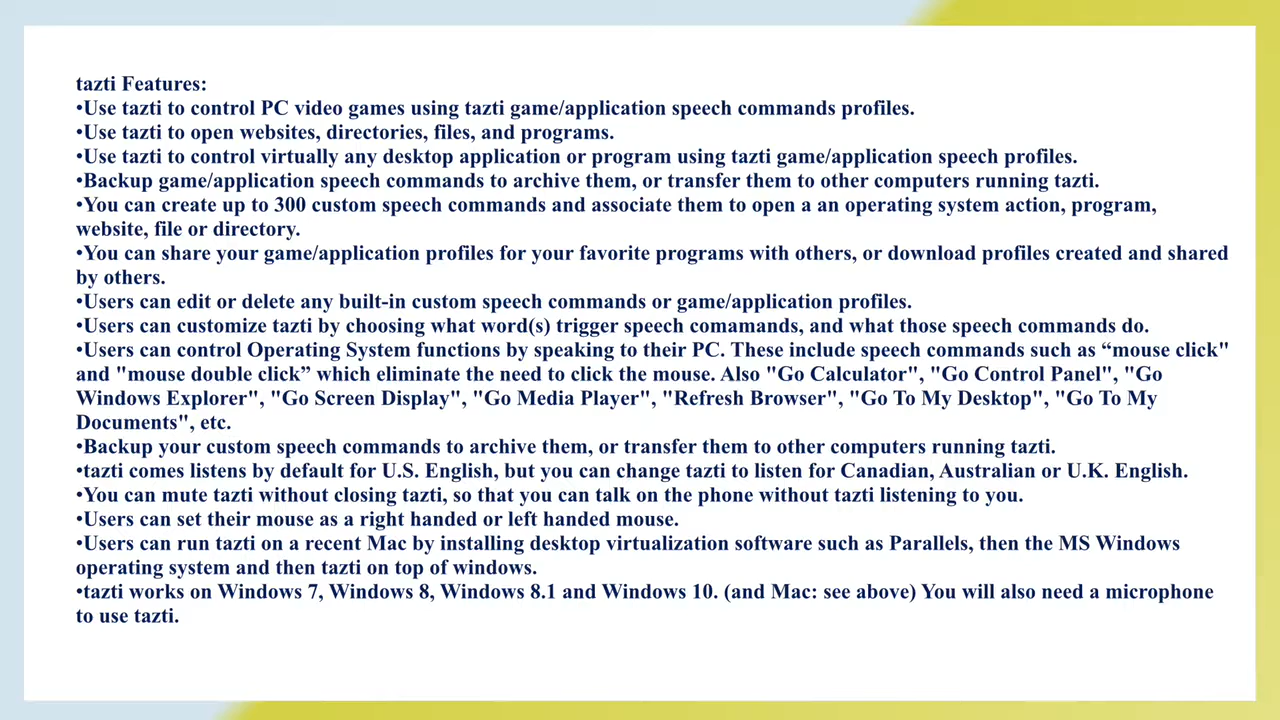 tazti Features:
•Use tazti to control PC video games using tazti game/application speech commands profiles.
•Use tazti to open websites, directories, files, and programs.
•Use tazti to control virtually any desktop application or program using tazti game/application speech profiles.
•Backup game/application speech commands to archive them, or transfer them to other computers running tazti.
•You can create up to 300 custom speech commands and associate them to open a an operating system action, program,
website, file or directory.
•You can share your game/application profiles for your favorite programs with others, or download profiles created and shared
by others.
•Users can edit or delete any built-in custom speech commands or game/application profiles.
•Users can customize tazti by choosing what word(s) trigger speech comamands, and what those speech commands do.
•Users can control Operating System functions by speaking to their PC. These include speech commands such as “mouse click"
and "mouse double click” which eliminate the need to click the mouse. Also "Go Calculator", "Go Control Panel", "Go
Windows Explorer", "Go Screen Display", "Go Media Player", "Refresh Browser", "Go To My Desktop", "Go To My
Documents", etc.
•Backup your custom speech commands to archive them, or transfer them to other computers running tazti.
•tazti comes listens by default for U.S. English, but you can change tazti to listen for Canadian, Australian or U.K. English.
•You can mute tazti without closing tazti, so that you can talk on the phone without tazti listening to you.
•Users can set their mouse as a right handed or left handed mouse.
•Users can run tazti on a recent Mac by installing desktop virtualization software such as Parallels, then the MS Windows
operating system and then tazti on top of windows.
•tazti works on Windows 7, Windows 8, Windows 8.1 and Windows 10. (and Mac: see above) You will also need a microphone
to use tazti.